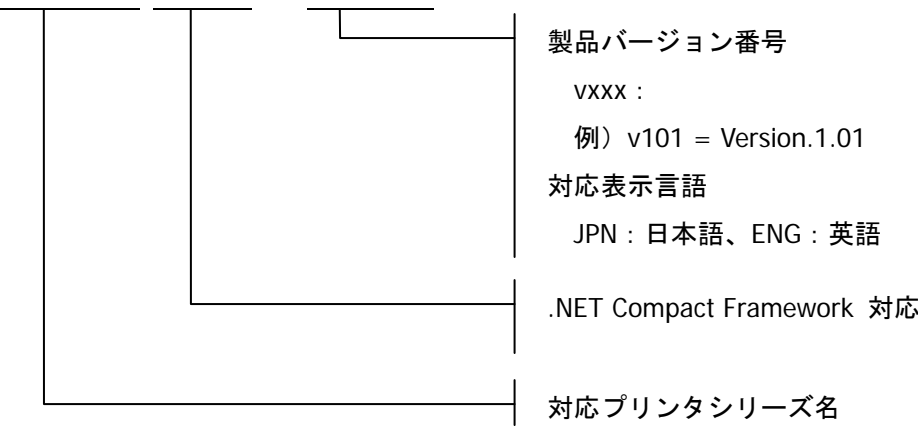 製品バージョン番号
vxxx：
例）v101 = Version.1.01
対応表示言語
JPN：日本語、ENG：英語
.NET Compact Framework 対応
対応プリンタシリーズ名